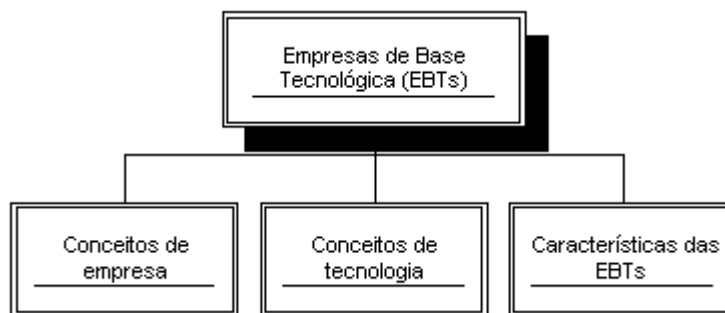 Empresas de Base
Tecnológica (EBTs)
Conceitos de
empresa
Conceitos de
tecnologia
Características das
EBTs